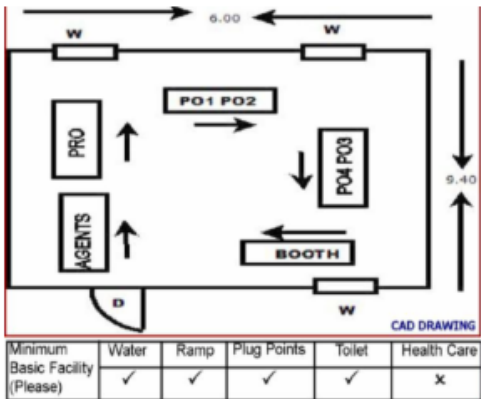 6.00
W
W
PO1 PO2
PRO
PO4 PO3
9.40
AGENTS
BOOTH
D
W
CAD DRAWING
Minimum Basic Facility (Please) Water Ramp Plug Points Toilet Health Care
✓ ✓ ✓ ✓ x